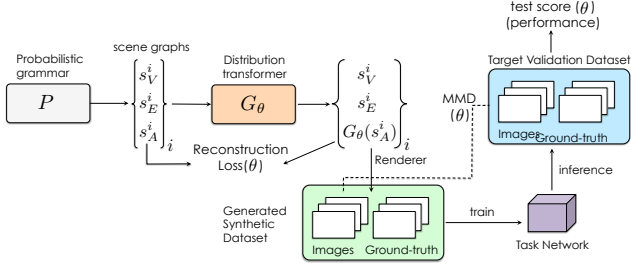 test score (θ)
(performance)
scene graphs
Probabilistic
grammar
Distribution
transformer
Target Validation Dataset
P
s_V^i
s_E^i
s_A^i
i
G_θ
s_V^i
s_E^i
G_θ(s_A^i)
i
MMD
(θ)
Images
Ground-truth
Reconstruction
Loss(θ)
Renderer
inference
Generated
Synthetic
Dataset
Images Ground-truth
train
Task Network